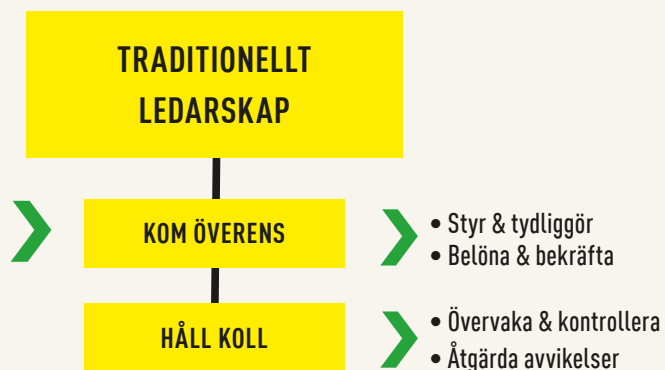 TRADITIONELLT
LEDARSKAP
KOM ÖVERENS
• Styr & tydliggör
• Belöna & bekräfta
HÅLL KOLL
• Övervaka & kontrollera
• Åtgärda avvikelser